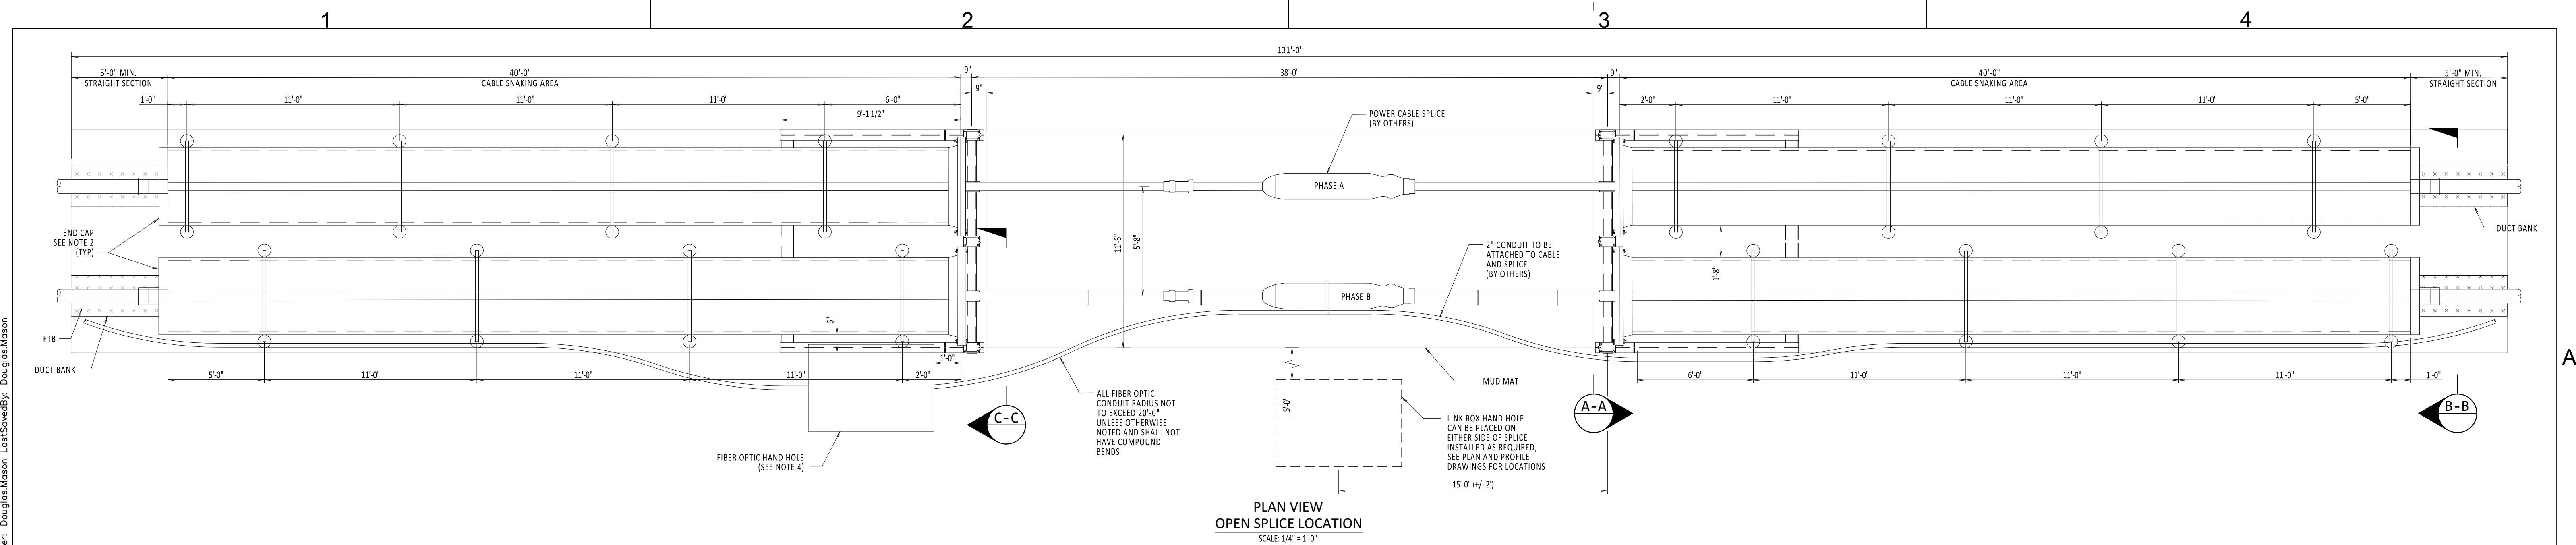 1
2
3
4
131'-0"
5'-0" MIN.
STRAIGHT SECTION
40'-0"
CABLE SNAKING AREA
9"
38'-0"
9"
40'-0"
CABLE SNAKING AREA
5'-0" MIN.
STRAIGHT SECTION
1'-0"
11'-0"
11'-0"
11'-0"
6'-0"
9"
9"
2'-0"
11'-0"
11'-0"
11'-0"
5'-0"
9'-1 1/2"
POWER CABLE SPLICE
(BY OTHERS)
PHASE A
END CAP
SEE NOTE 2
(TYP)
11'-6"
5'-8"
2" CONDUIT TO BE
ATTACHED TO CABLE
AND SPLICE
(BY OTHERS)
1'-8"
DUCT BANK
PHASE B
FTB
6"
DUCT BANK
1'-0"
5'-0"
11'-0"
11'-0"
11'-0"
2'-0"
6'-0"
11'-0"
11'-0"
11'-0"
1'-0"
MUD MAT
A
ALL FIBER OPTIC
CONDUIT RADIUS NOT
TO EXCEED 20'-0"
UNLESS OTHERWISE
NOTED AND SHALL NOT
HAVE COMPOUND
BENDS
5'-0"
C-C
A-A
B-B
LINK BOX HAND HOLE
CAN BE PLACED ON
EITHER SIDE OF SPLICE
INSTALLED AS REQUIRED,
SEE PLAN AND PROFILE
DRAWINGS FOR LOCATIONS
FIBER OPTIC HAND HOLE
(SEE NOTE 4)
15'-0" (+/- 2')
PLAN VIEW
OPEN SPLICE LOCATION
SCALE: 1/4" = 1'-0"
er: Douglas.Mason LastSavedBy: Douglas.Mason